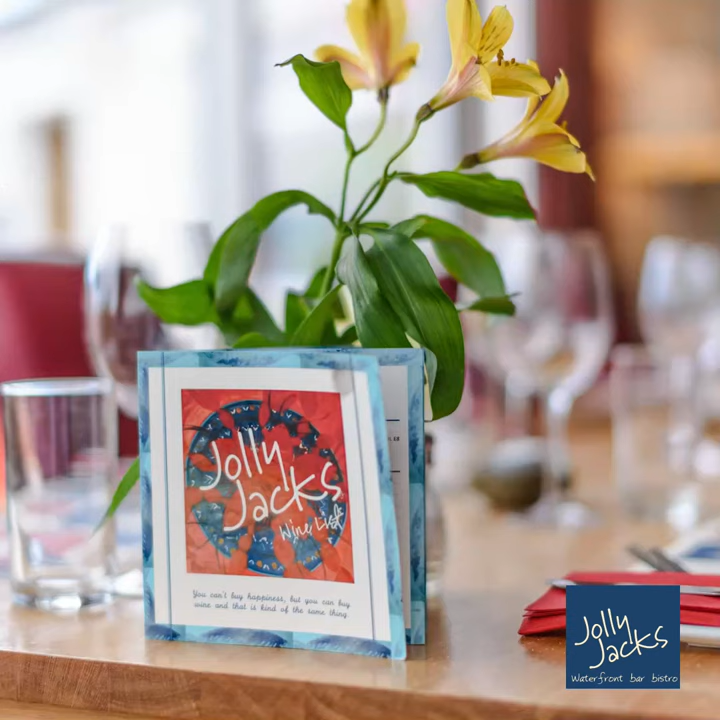 Jolly
Jacks
Wine List
You can't buy happiness, but you can buy
wine and that is kind of the same thing.
Jolly
Jacks
Waterfront bar bistro